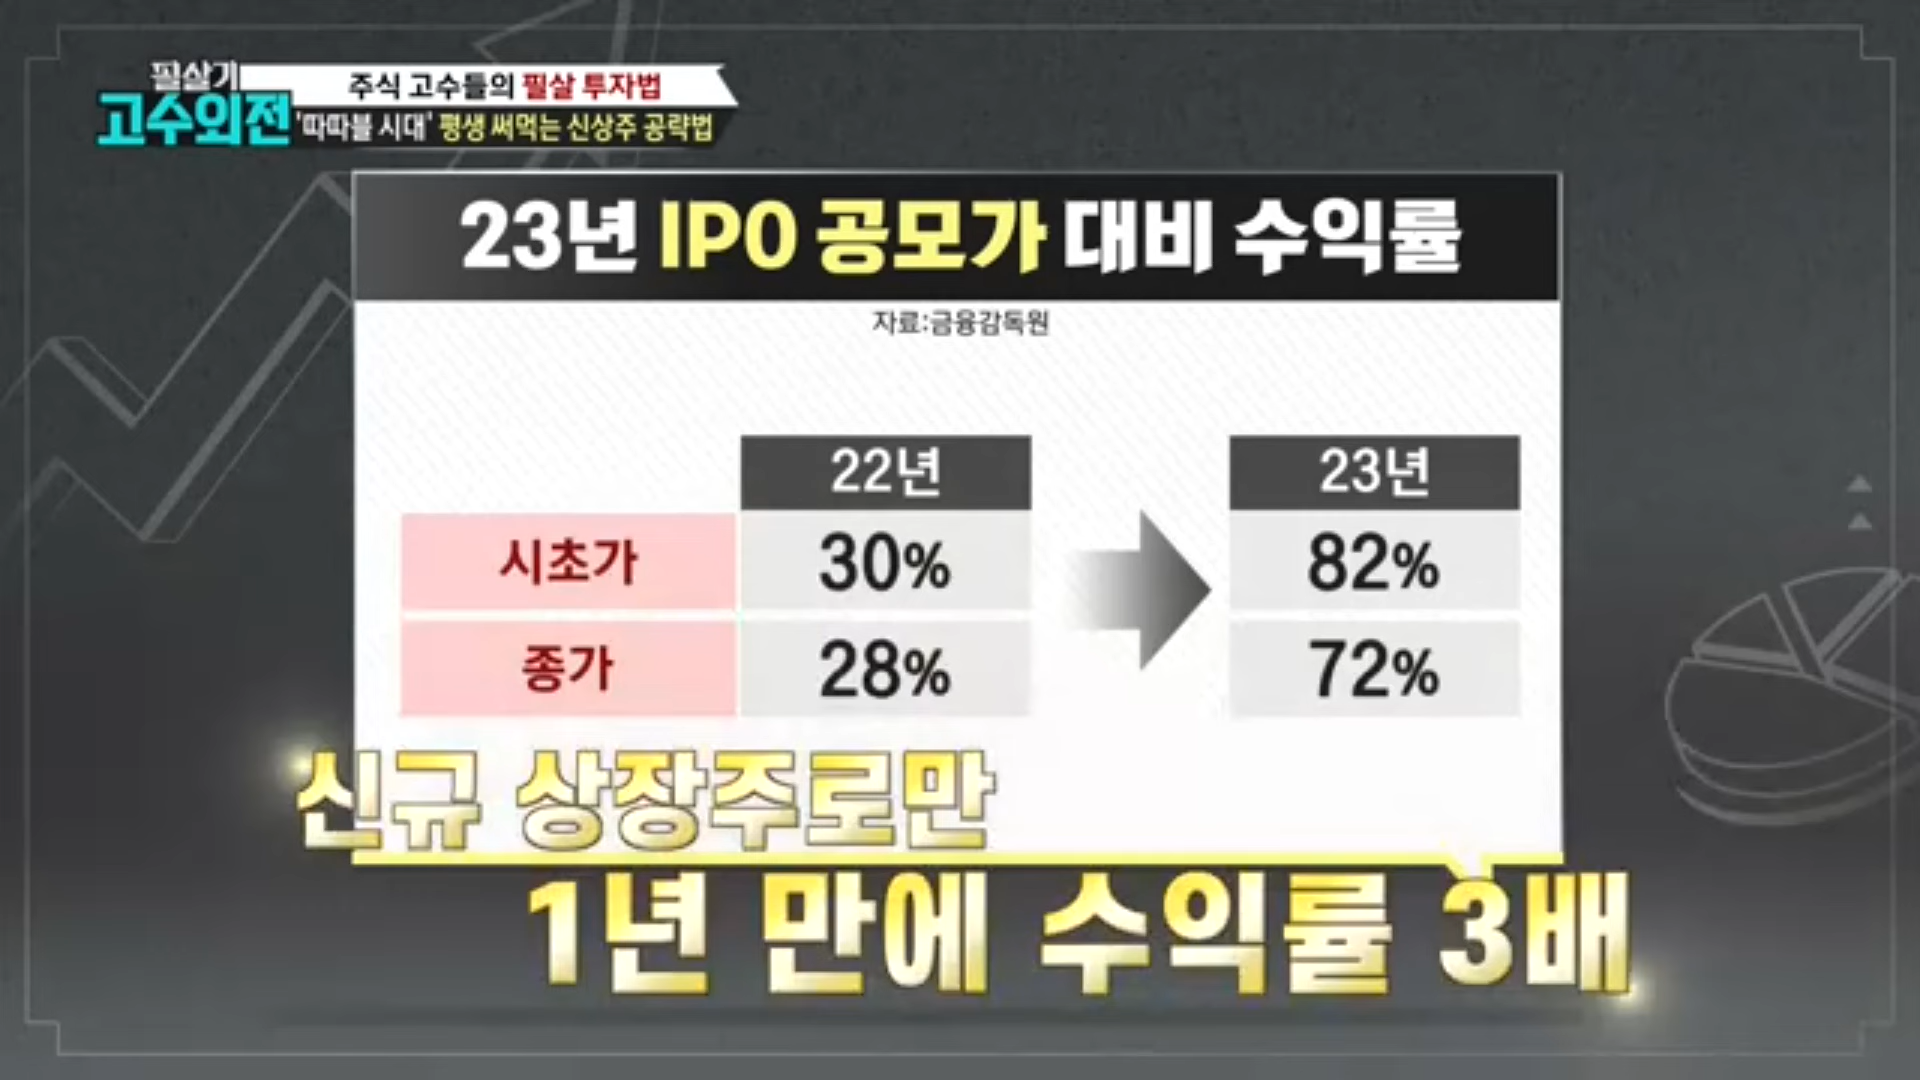 필살기
고수외전
주식 고수들의 필살 투자법
'따따블 시대' 평생 써먹는 신상주 공략법
23년 IPO 공모가 대비 수익률
자료:금융감독원
22년 23년
시초가 30% 82%
종가 28% 72%
신규 상장주로만
1년 만에 수익률 3배